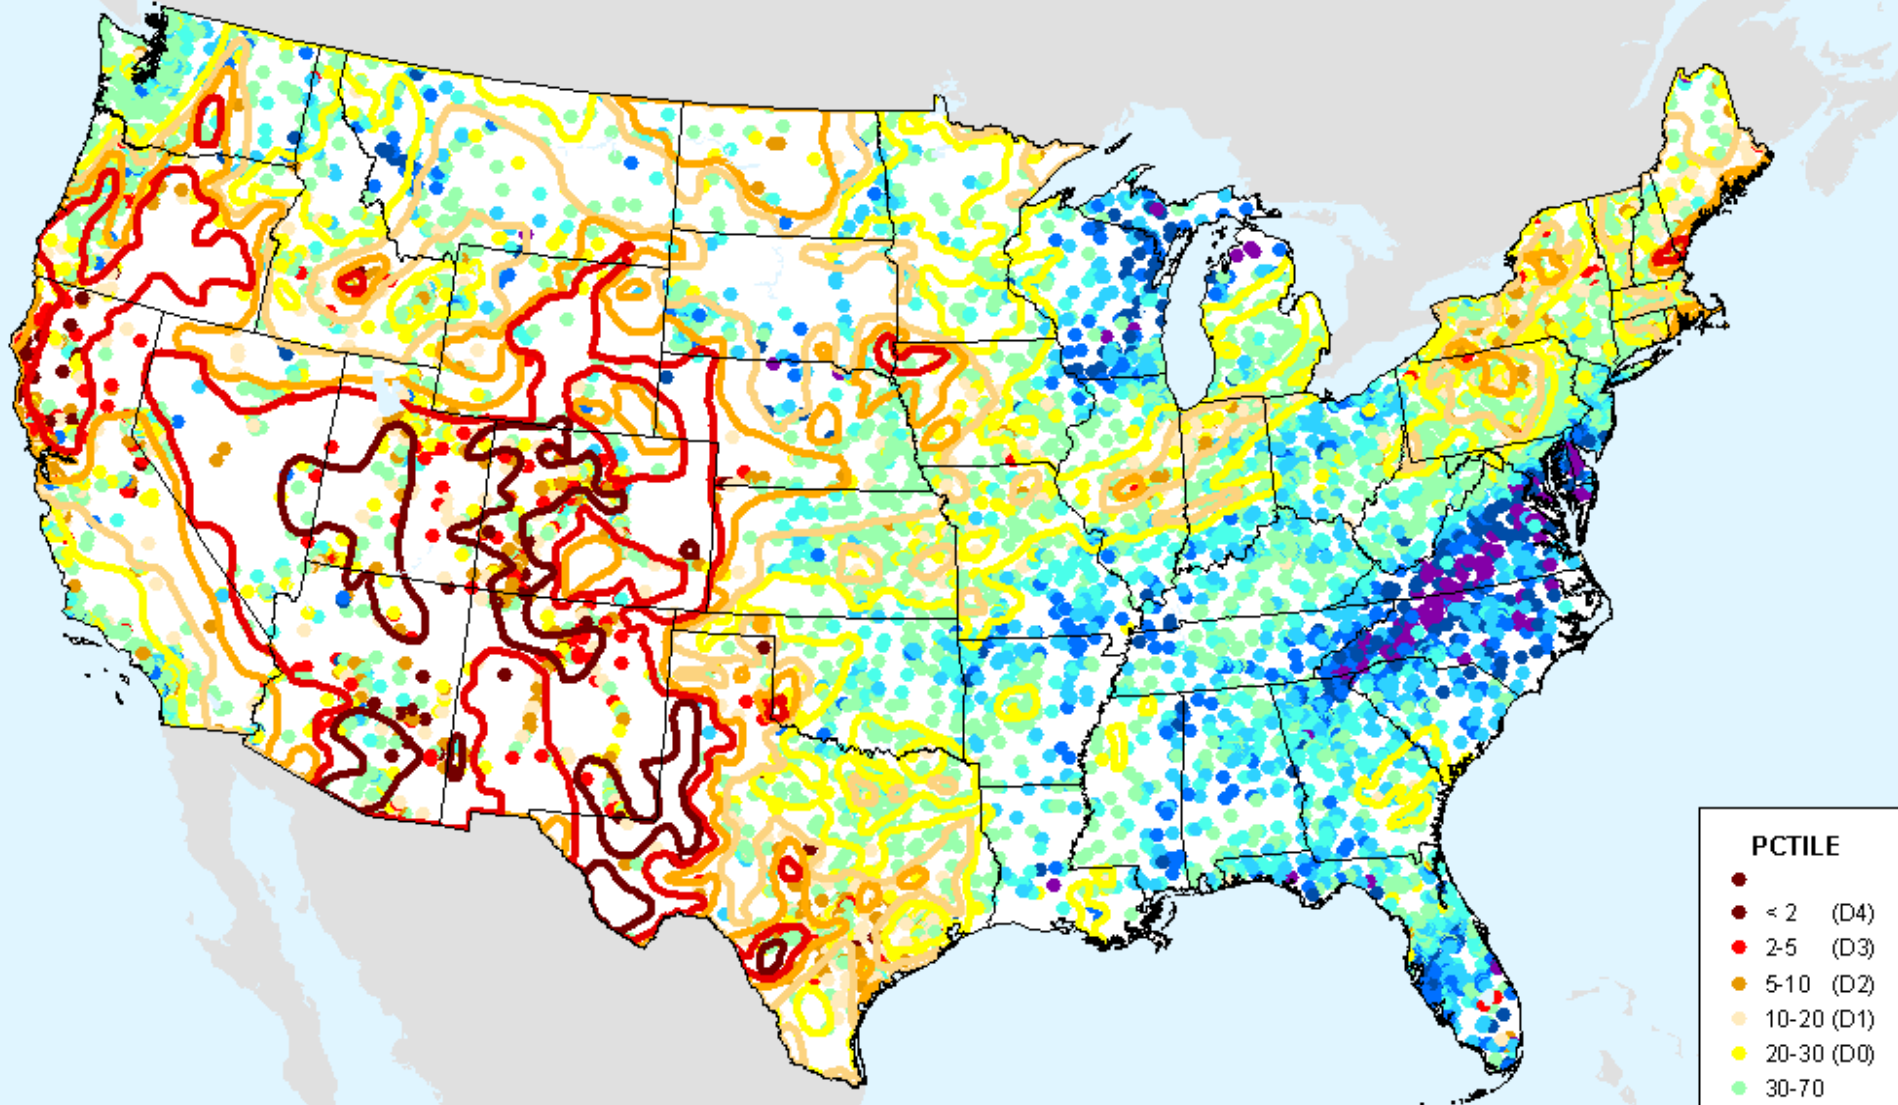 PCTILE
< 2 (D4)
2-5 (D3)
5-10 (D2)
10-20 (D1)
20-30 (D0)
30-70